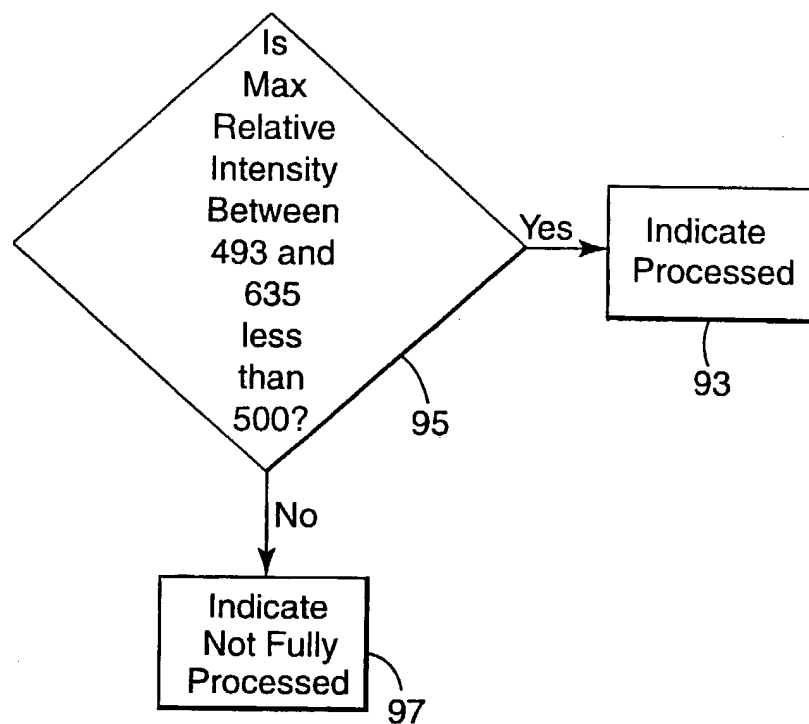 Is
Max
Relative
Intensity
Between
493 and
635
less
than
500?
Yes
Indicate
Processed
93
95
No
Indicate
Not Fully
Processed
97